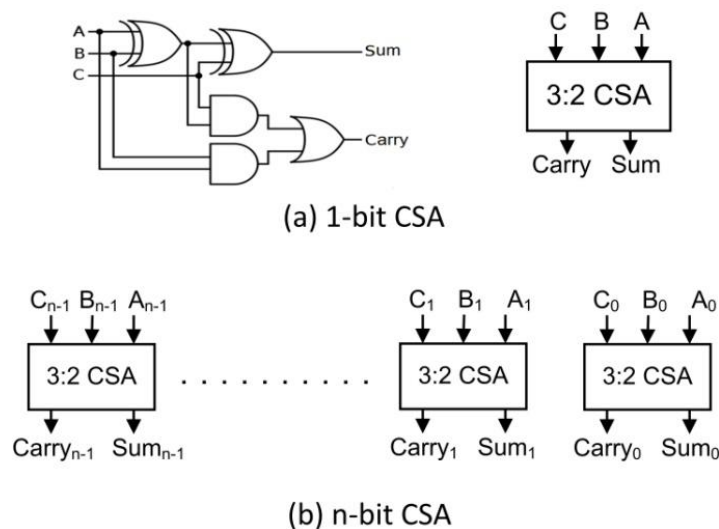 A
B
C
Sum
Carry
C B A
3:2 CSA
Carry Sum
(a) 1-bit CSA
Cn-1 Bn-1 An-1
3:2 CSA
Carryn-1 Sumn-1
. . . . . . . . . .
C1 B1 A1
3:2 CSA
Carry1 Sum1
C0 B0 A0
3:2 CSA
Carry0 Sum0
(b) n-bit CSA